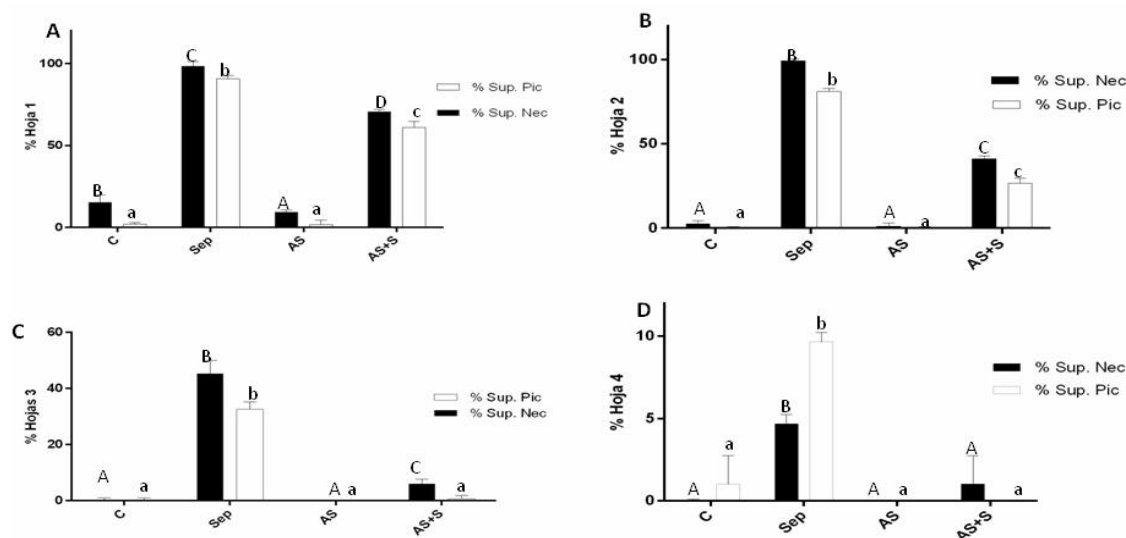 A
% Hoja 1
100
50
0
B
a
C
b
A
a
D
c
C
Sep
AS
AS+S
% Sup. Pic
% Sup. Nec
B
% Hoja 2
100
50
0
A
a
B
b
A
a
C
c
C
Sep
AS
AS+S
% Sup. Nec
% Sup. Pic
C
% Hojas 3
60
40
20
0
A
a
B
b
A a
C
a
C
Sep
AS
AS+S
% Sup. Pic
% Sup. Nec
D
% Hoja 4
10
5
0
A
a
B
b
A a
A
a
C
Sep
AS
AS+S
% Sup. Nec
% Sup. Pic